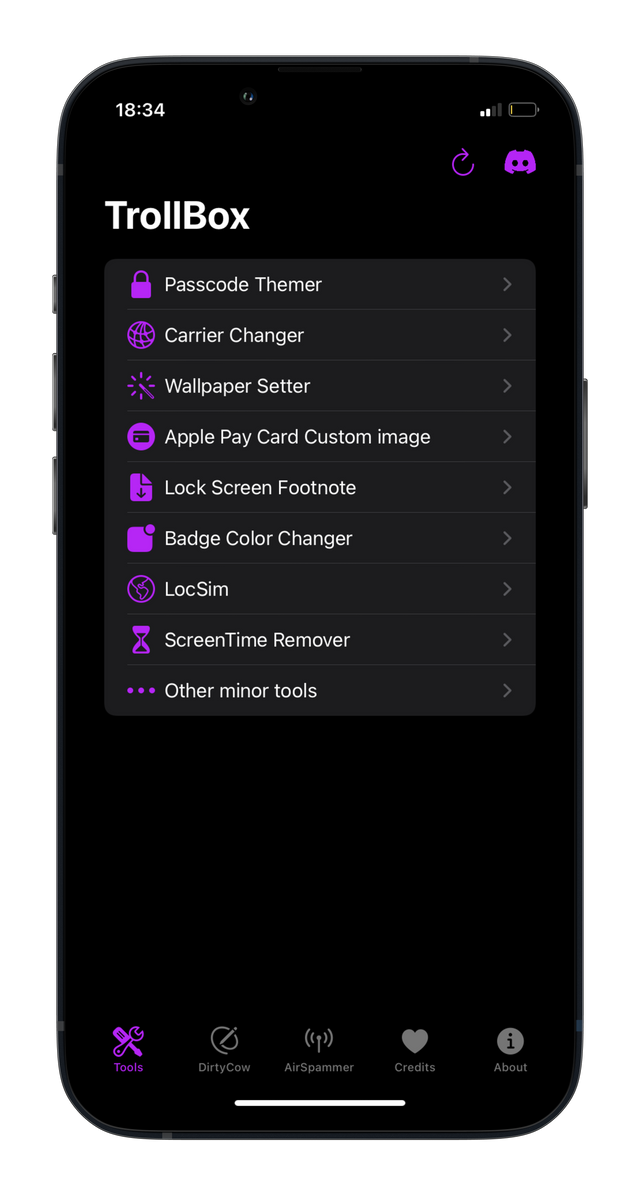 18:34
TrollBox
Passcode Themer
Carrier Changer
Wallpaper Setter
Apple Pay Card Custom image
Lock Screen Footnote
Badge Color Changer
LocSim
ScreenTime Remover
Other minor tools
Tools DirtyCow AirSpammer Credits About